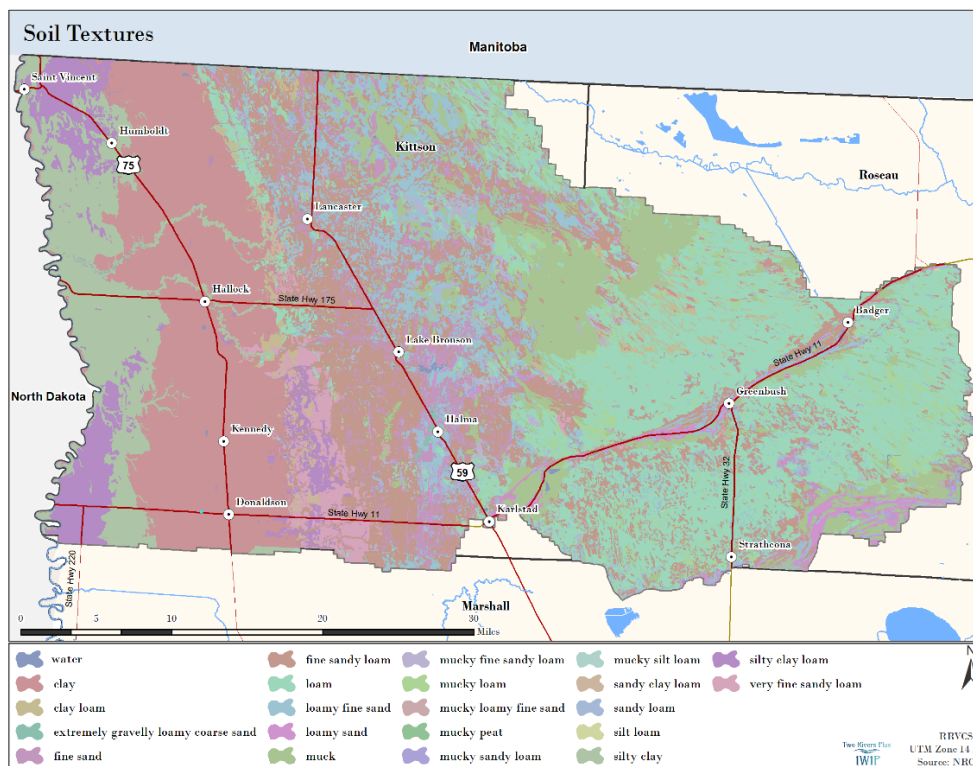 Soil Textures
Manitoba
Saint Vincent
Humboldt
75
Kittson
Roseau
Lancaster
Hallock
State Hwy 175
Badger
Lake Bronson
State Hwy 11
North Dakota
Greenbush
Halma
Kennedy
59
State Hwy 32
Donaldson
State Hwy 11
Karlstad
Strathcona
State Hwy 220
Marshall
0 5 10 20 30
Miles
water
clay
clay loam
extremely gravelly loamy coarse sand
fine sand
fine sandy loam
loam
loamy fine sand
loamy sand
muck
mucky fine sandy loam
mucky loam
mucky loamy fine sand
mucky peat
mucky sandy loam
mucky silt loam
sandy clay loam
sandy loam
silt loam
silty clay
silty clay loam
very fine sandy loam
N
Two Rivers Plus
1W1P
RRVCS
UTM Zone 14
Source: NRC